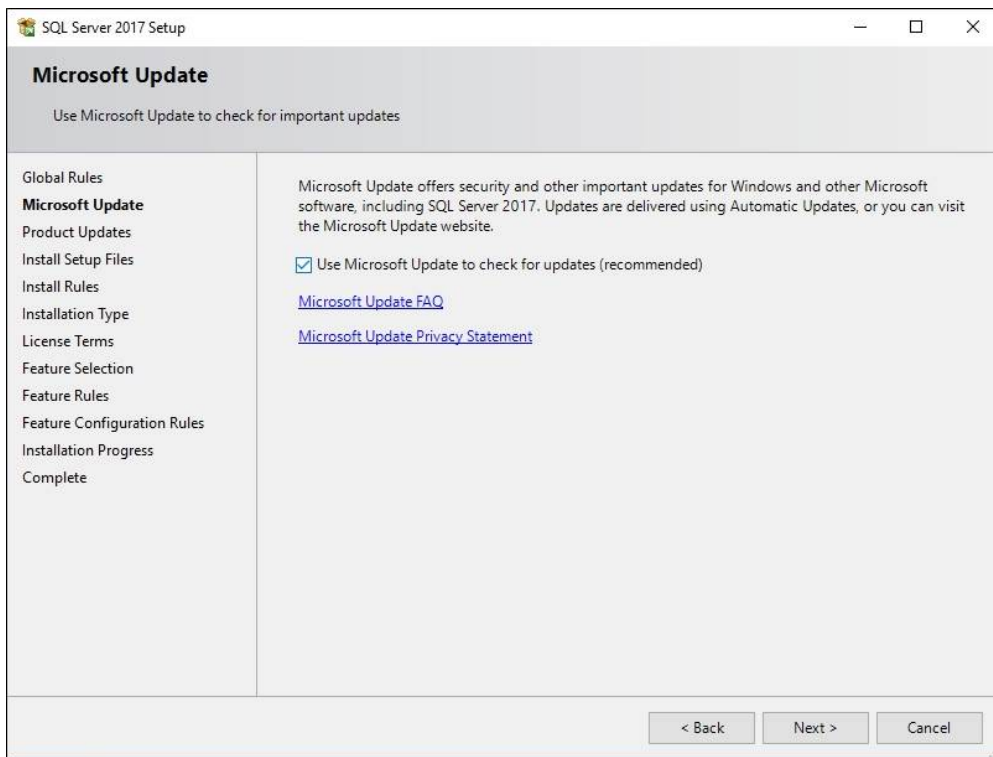 SQL Server 2017 Setup
Microsoft Update
Use Microsoft Update to check for important updates
Global Rules
Microsoft Update
Product Updates
Install Setup Files
Install Rules
Installation Type
License Terms
Feature Selection
Feature Rules
Feature Configuration Rules
Installation Progress
Complete
Microsoft Update offers security and other important updates for Windows and other Microsoft
software, including SQL Server 2017. Updates are delivered using Automatic Updates, or you can visit
the Microsoft Update website.
Use Microsoft Update to check for updates (recommended)
Microsoft Update FAQ
Microsoft Update Privacy Statement
< Back Next > Cancel